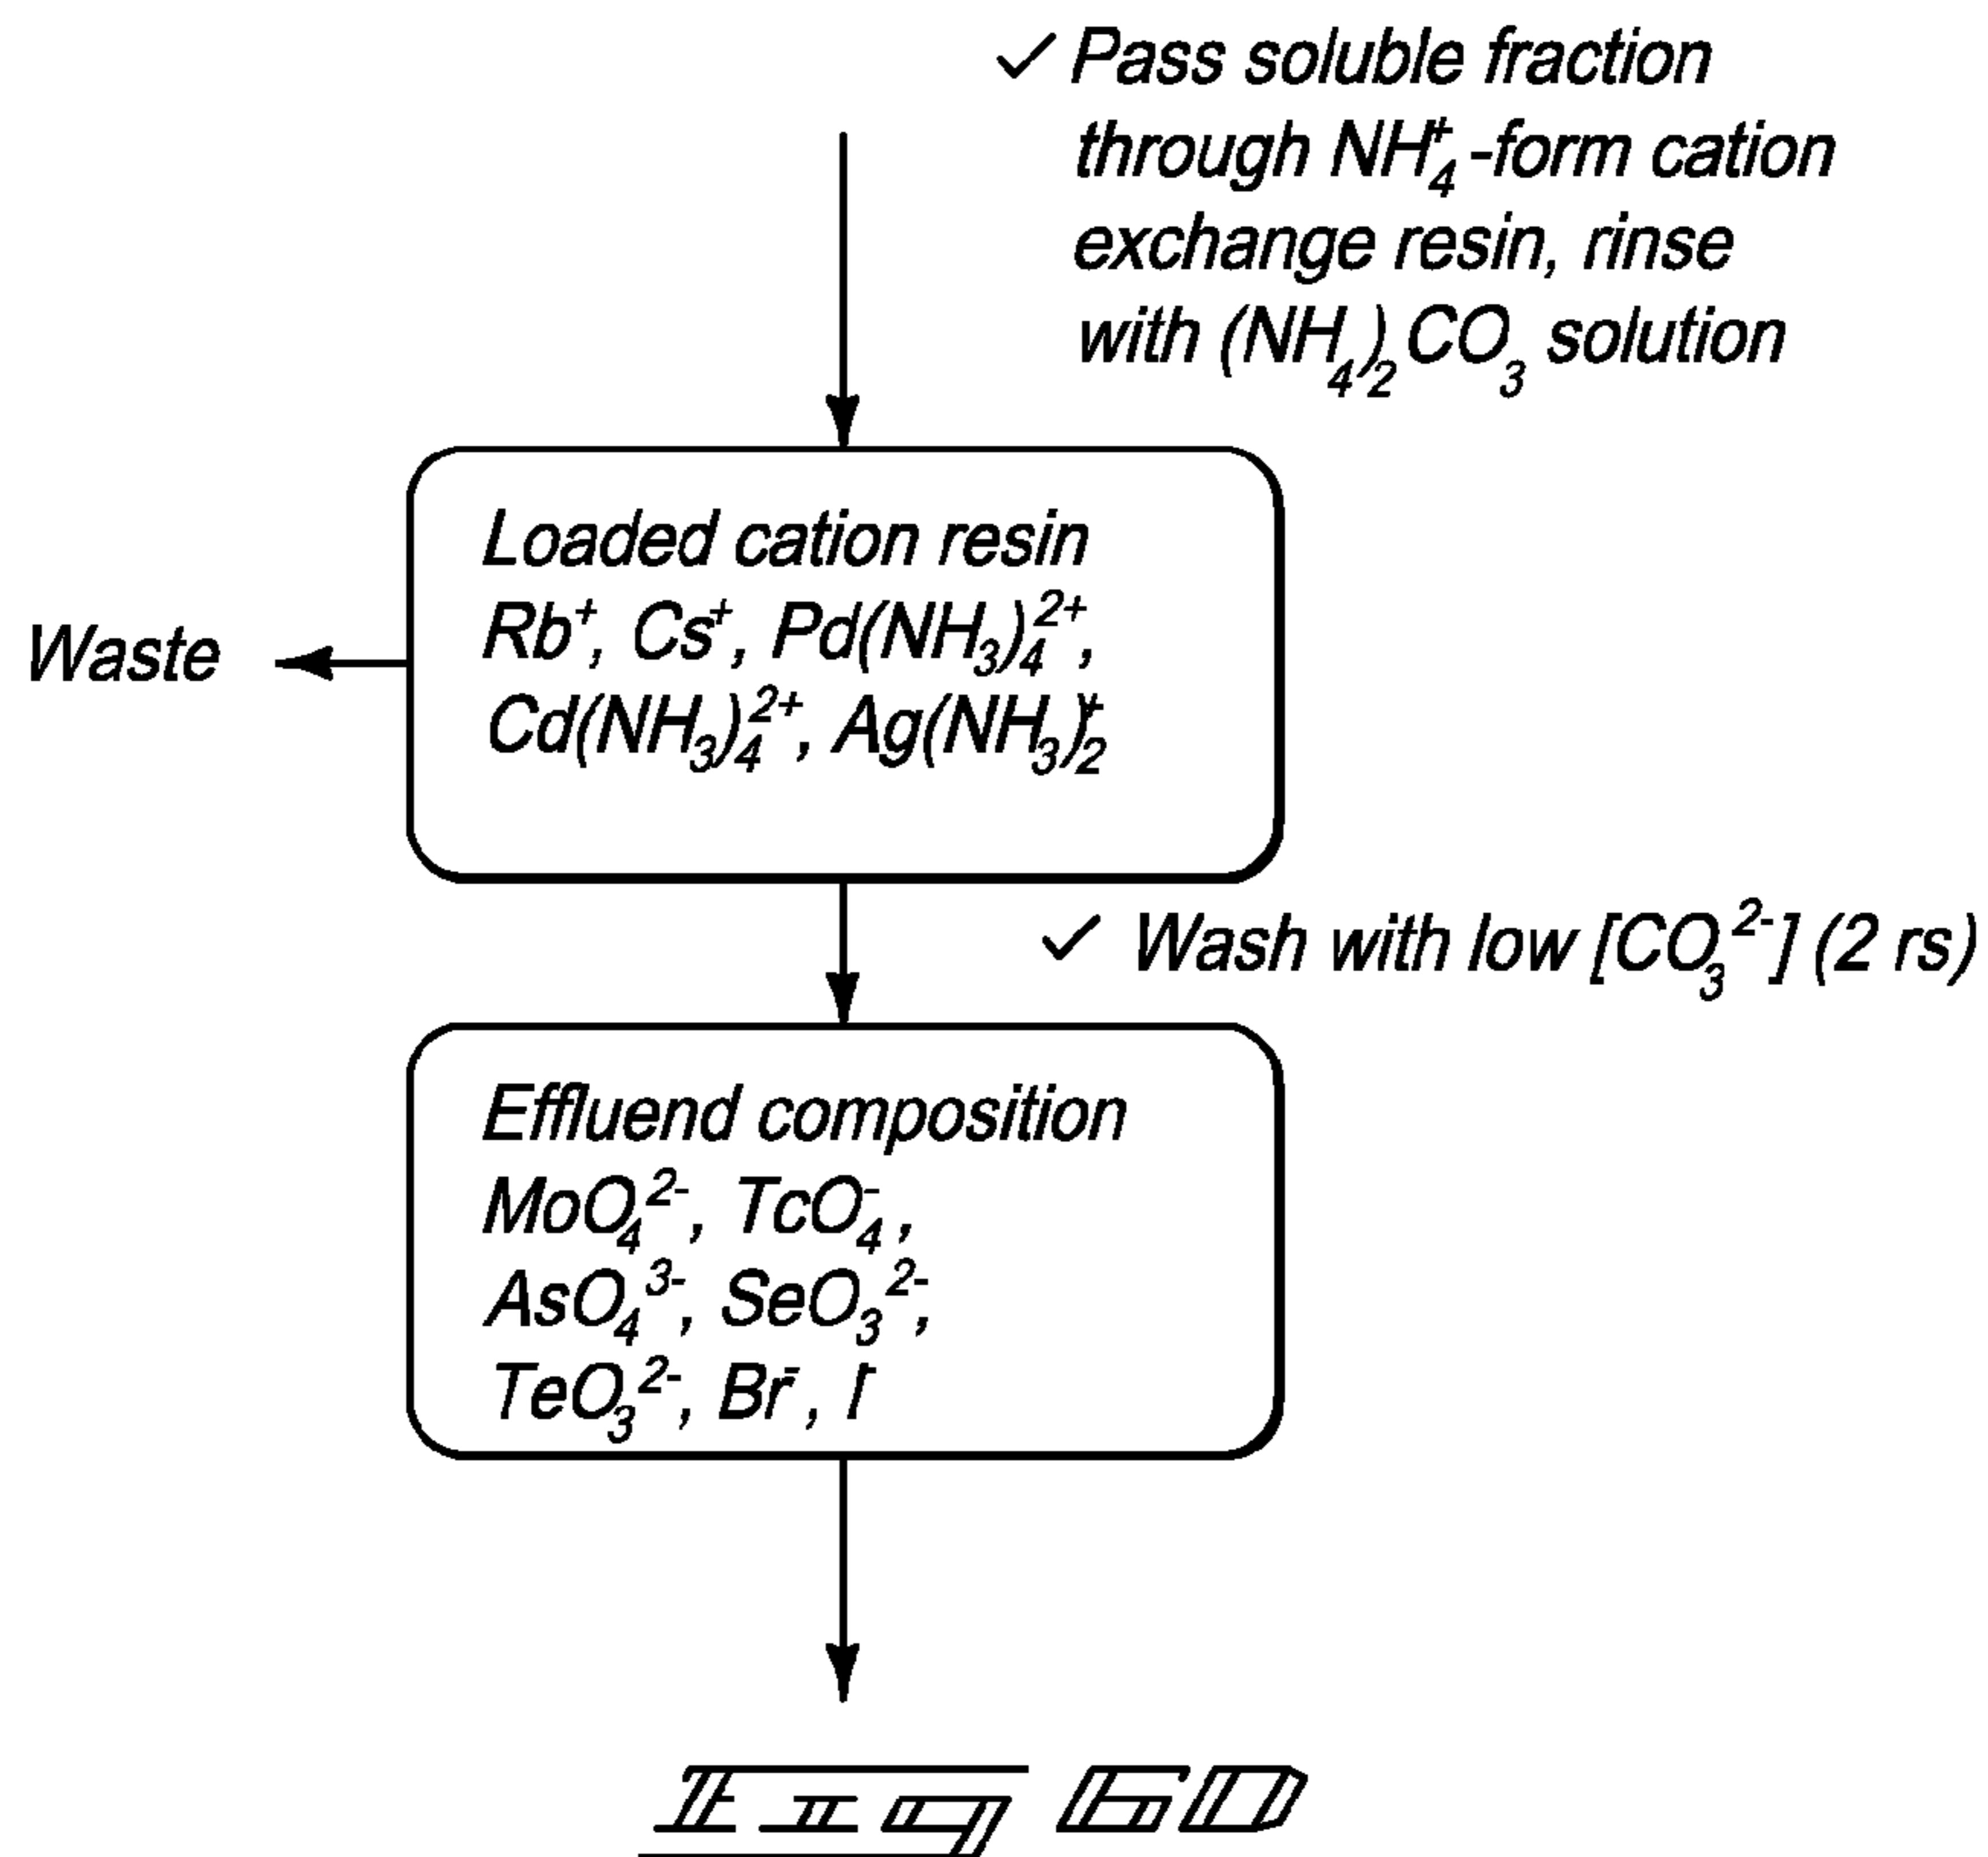 ✓ Pass soluble fraction
through NH₄⁺-form cation
exchange resin, rinse
with (NH₄)₂CO₃ solution
Loaded cation resin
Rb⁺, Cs⁺, Pd(NH₃)₄²⁺,
Cd(NH₃)₄²⁺, Ag(NH₃)₂⁺
Waste
✓ Wash with low [CO₃²⁻] (2 rs)
Effluend composition
MoO₄²⁻, TcO₄⁻,
AsO₄³⁻, SeO₃²⁻,
TeO₃²⁻, Br⁻, I⁻
Fig 6D